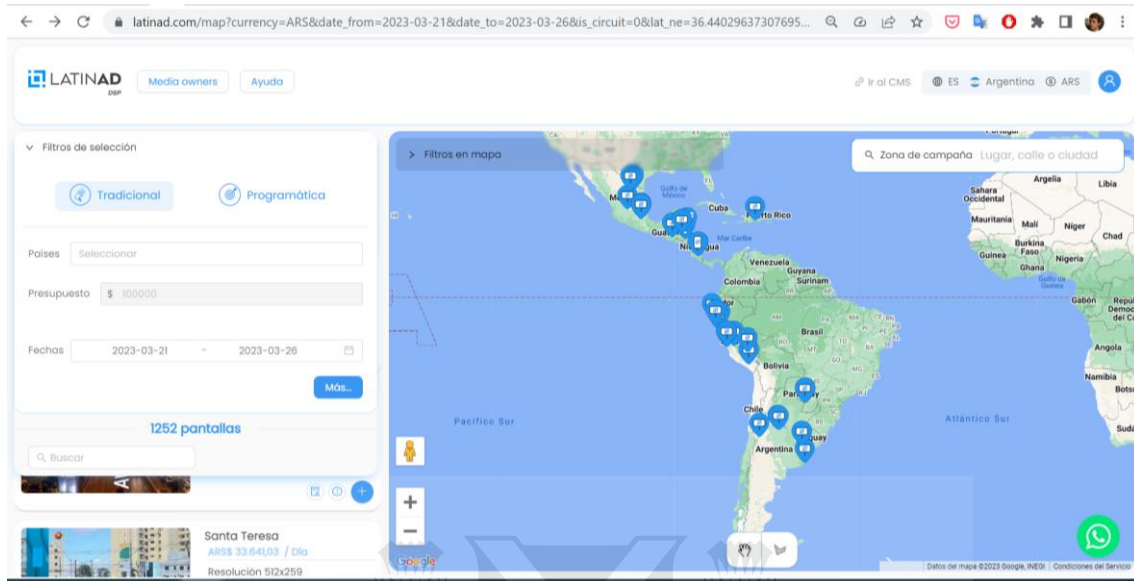 latinad.com/map?currency=ARS&date_from=2023-03-21&date_to=2023-03-26&is_circuit=0&lat_ne=36.44029637307695...
LATINAD
DSP
Media owners
Ayuda
Ir al CMS
ES
Argentina
ARS
Filtros de selección
Tradicional
Programática
Paises
Seleccionar
Presupuesto
$ 100000
Fechas
2023-03-21 - 2023-03-26
Más...
1252 pantallas
Buscar
Santa Teresa
ARS$ 33.641,03 / Día
Resolución 512x259
Filtros en mapa
Zona de campaña
Lugar, calle o ciudad
Golfo de
México
Cuba
Mar Caribe
Venezuela
Guyana
Surinam
Colombia
Brasil
Bolivia
Chile
Argentina
Pacífico Sur
Atlántico Sur
Sahara
Occidental
Argelia
Libia
Mauritania
Malí
Níger
Chad
Burkina
Faso
Guinea
Ghana
Nigeria
Golfo de
Guinea
Gabón
Angola
Namibia
Google
Datos del mapa ©2023 Google, INEGI
Condiciones del Servicio